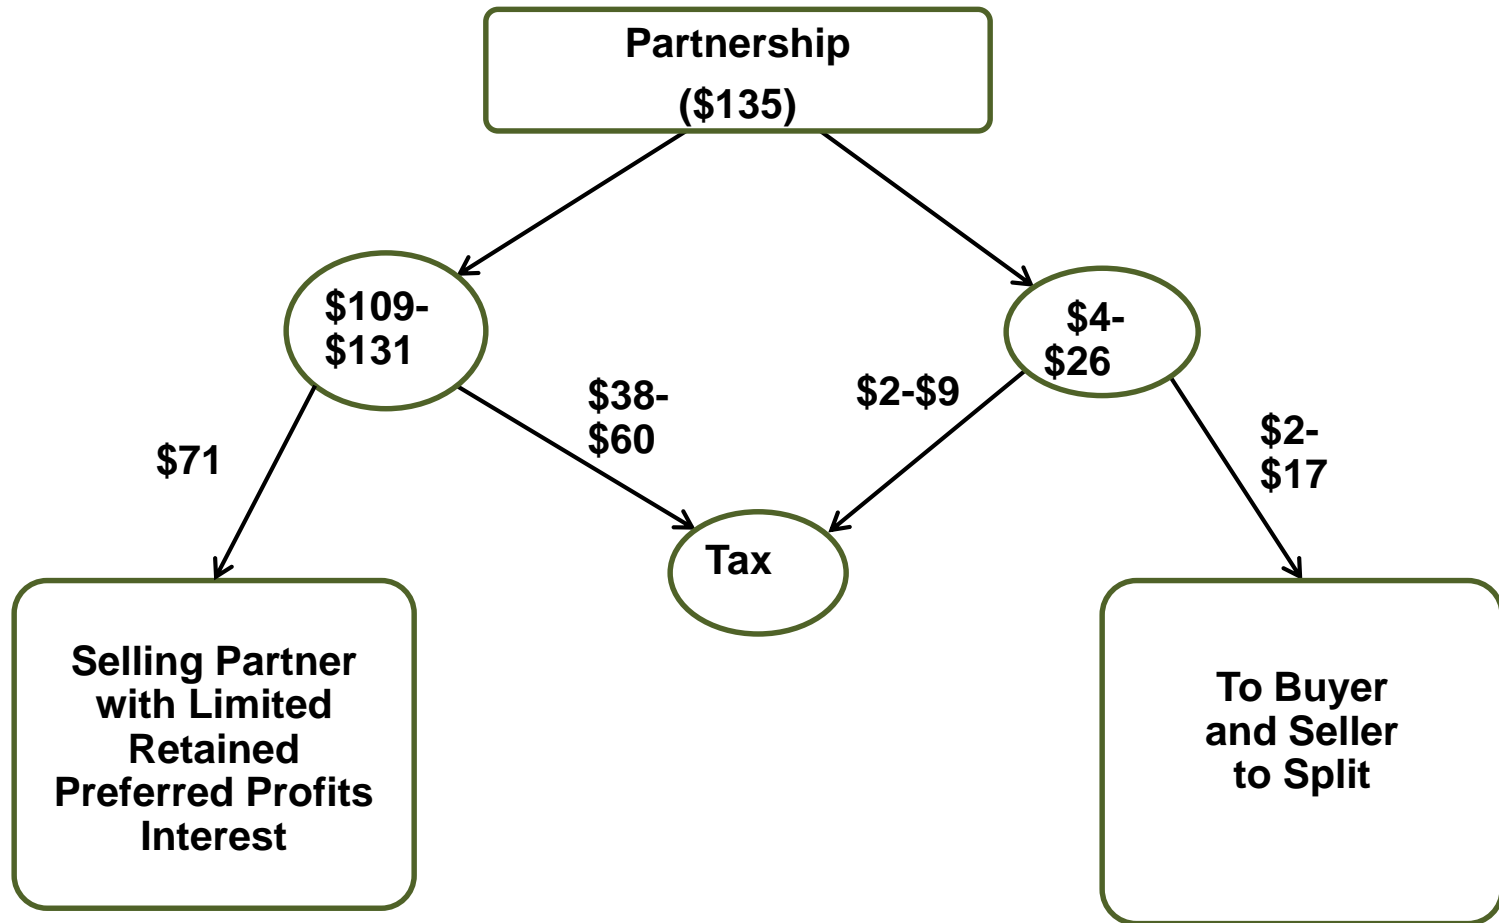 Partnership
($135)
$109-
$131
$4-
$26
$38-
$60
$2-$9
$71
$2-
$17
Tax
Selling Partner
with Limited
Retained
Preferred Profits
Interest
To Buyer
and Seller
to Split